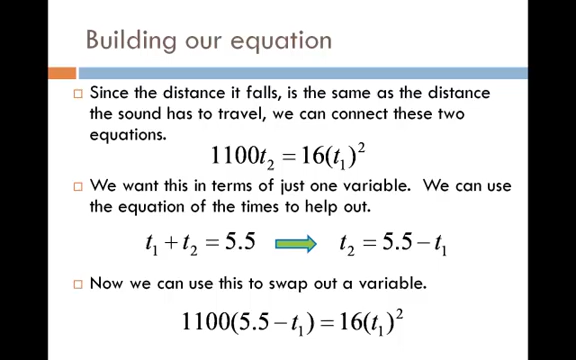 Building our equation
Since the distance it falls, is the same as the distance
the sound has to travel, we can connect these two
equations.
1100t₂ = 16(t₁)²
We want this in terms of just one variable. We can use
the equation of the times to help out.
t₁ + t₂ = 5.5 t₂ = 5.5 − t₁
Now we can use this to swap out a variable.
1100(5.5 − t₁) = 16(t₁)²